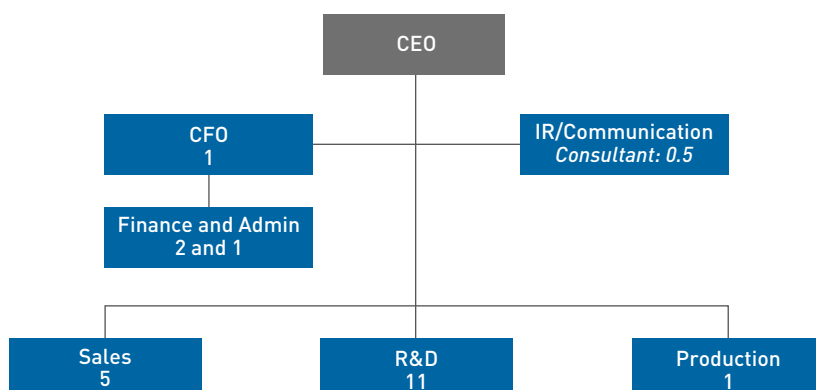 CEO
CFO
1
IR/Communication
Consultant: 0.5
Finance and Admin
2 and 1
Sales
5
R&D
11
Production
1